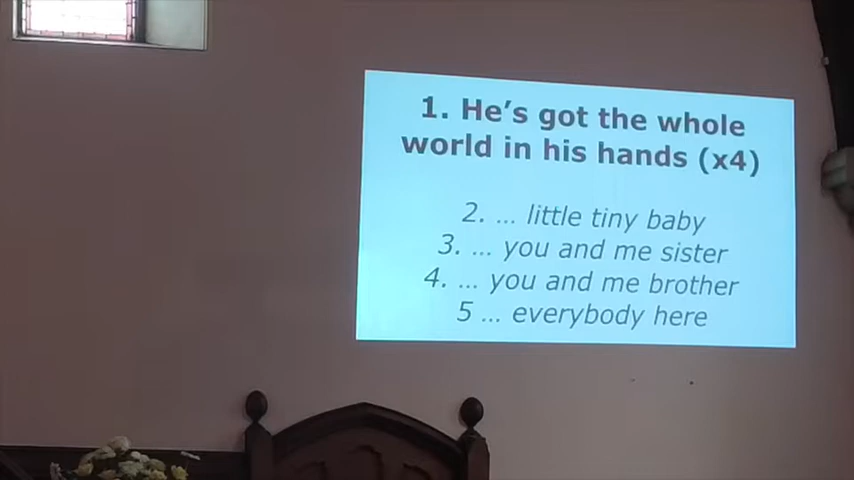 1. He's got the whole
world in his hands (x4)
2. ... little tiny baby
3. ... you and me sister
4. ... you and me brother
5 ... everybody here